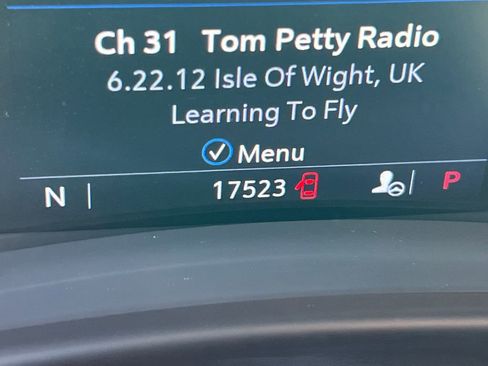 Ch 31 Tom Petty Radio
6.22.12 Isle Of Wight, UK
Learning To Fly
Menu
N 17523 P